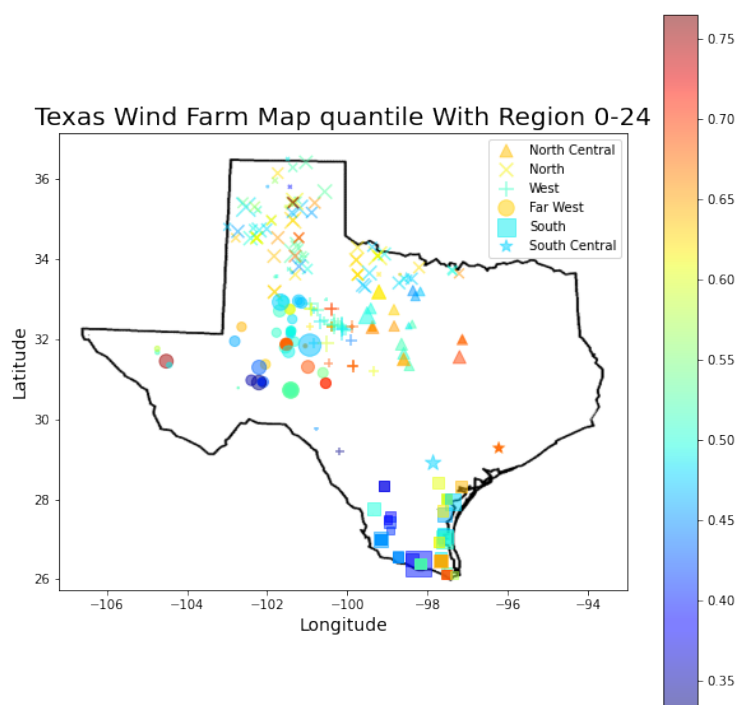 Texas Wind Farm Map quantile With Region 0-24
North Central
North
West
Far West
South
South Central
36
34
32
30
28
26
Latitude
−106
−104
−102
−100
−98
−96
−94
Longitude
0.75
0.70
0.65
0.60
0.55
0.50
0.45
0.40
0.35